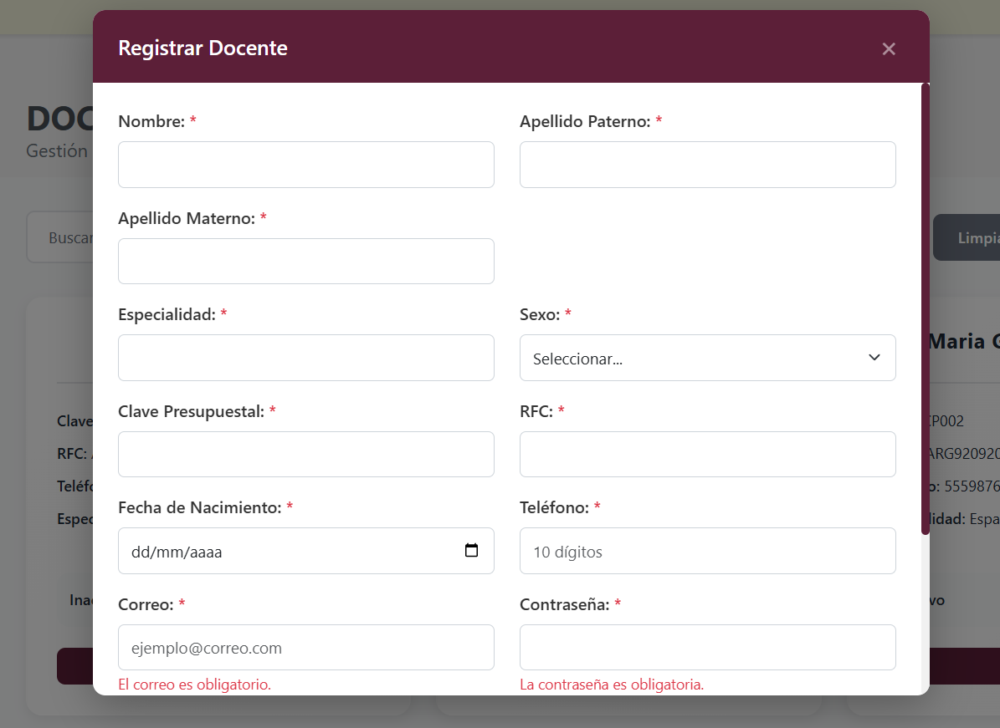 Registrar Docente
DOC
Gestión
Nombre: *
Apellido Paterno: *
Apellido Materno: *
Buscar
Limpia
Especialidad: *
Sexo: *
Seleccionar...
Maria G
Clave Presupuestal: *
RFC: *
Clave
CP002
RFC:
ARG920920
Teléfo
o: 5559876
Espec
lidad: Espa
Fecha de Nacimiento: *
Teléfono: *
dd/mm/aaaa
10 dígitos
Correo: *
Contraseña: *
Inac
vo
ejemplo@correo.com
El correo es obligatorio.
La contraseña es obligatoria.